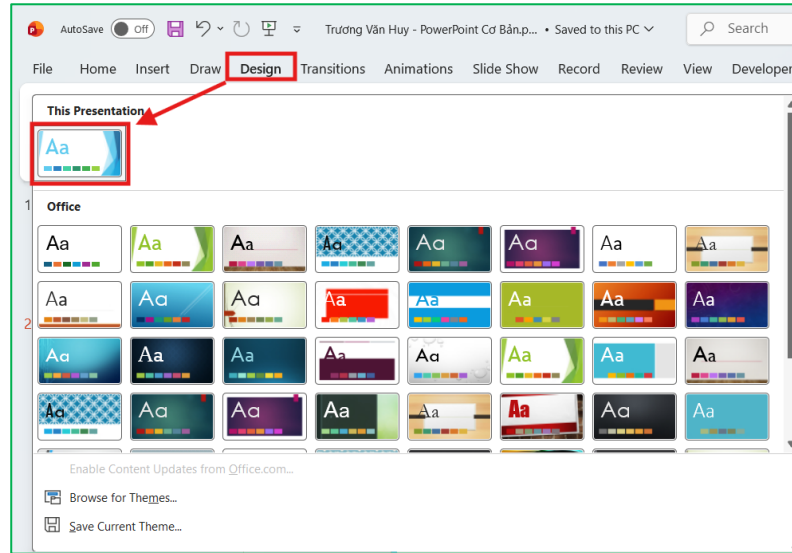 AutoSave Off Trương Văn Huy - PowerPoint Cơ Bản.p... • Saved to this PC Search
File Home Insert Draw Design Transitions Animations Slide Show Record Review View Developer
This Presentation
Aa
1 Office
Aa Aa Aa Aa Aa Aa Aa Aa
Aa Aa Aa Aa Aa Aa Aa Aa
2
Aa Aa Aa Aa Aa Aa Aa Aa
Aa Aa Aa Aa Aa Aa Aa Aa
Enable Content Updates from Office.com...
Browse for Themes...
Save Current Theme...